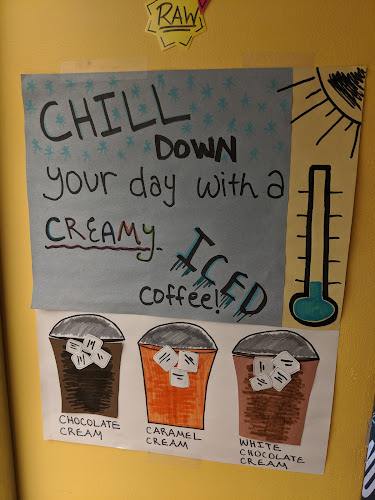 RAW
CHILL
DOWN
your day with a
CREAMy ICED
coffee!
CHOCOLATE
CREAM
CARAMEL
CREAM
WHITE
CHOCOLATE
CREAM